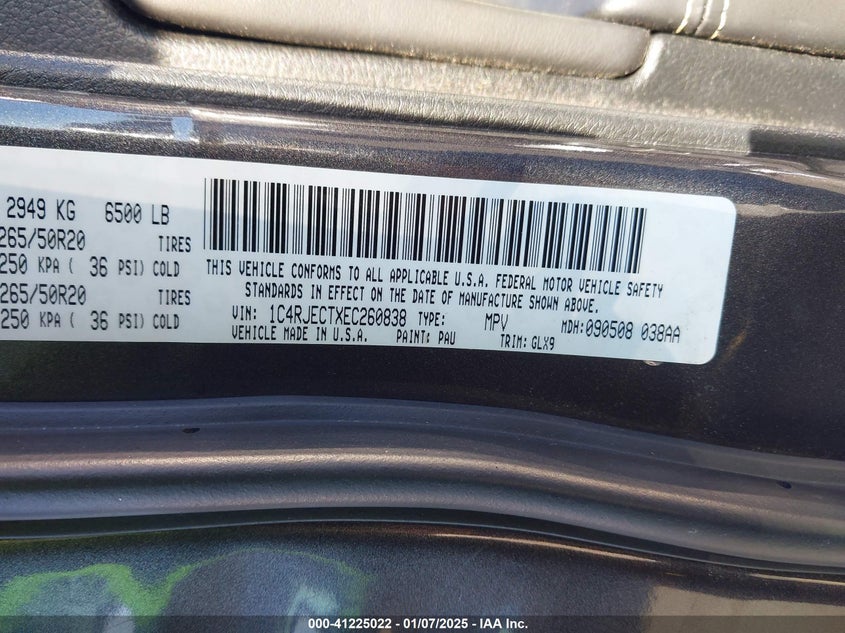 2949 KG 6500 LB
265/50R20 TIRES
250 KPA ( 36 PSI) COLD
265/50R20 TIRES
250 KPA ( 36 PSI) COLD
THIS VEHICLE CONFORMS TO ALL APPLICABLE U.S.A. FEDERAL MOTOR VEHICLE SAFETY
STANDARDS IN EFFECT ON THE DATE OF MANUFACTURE SHOWN ABOVE.
VIN: 1C4RJECTXEC260838 TYPE: MPV MDH:090508 038AA
VEHICLE MADE IN U.S.A. PAINT: PAU TRIM: GLX9
000-41225022 - 01/07/2025 - IAA Inc.